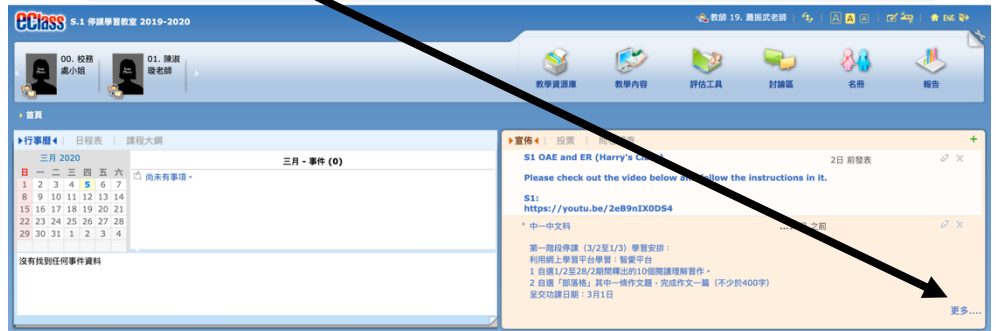 eClass S.1 停課學習教室 2019-2020
教師 19. 蕭振武老師
A A A
ENG
00. 校務處小姐
01. 陳淑璇老師
教學資源庫 教學內容 評估工具 討論區 名冊 報告
首頁
行事曆 | 日程表 | 課程大綱
三月 2020
日 一 二 三 四 五 六
1 2 3 4 5 6 7
8 9 10 11 12 13 14
15 16 17 18 19 20 21
22 23 24 25 26 27 28
29 30 31 1 2 3 4
三月 - 事件 (0)
尚未有事項。
沒有找到任何事件資料
宣佈 | 投票 |
S1 OAE and ER (Harry's
2日 前發表
Please check out the video below and follow the instructions in it.
S1:
https://youtu.be/2eB9nIX0DS4
* 中一中文科
之前
第一階段停課（3/2至1/3）學習安排：
利用網上學習平台學習：智愛平台
1 自選1/2至28/2期間釋出的10個閱讀理解習作。
2 自選「部落格」其中一條作文題，完成作文一篇（不少於400字）
呈交功課日期：3月1日
更多....